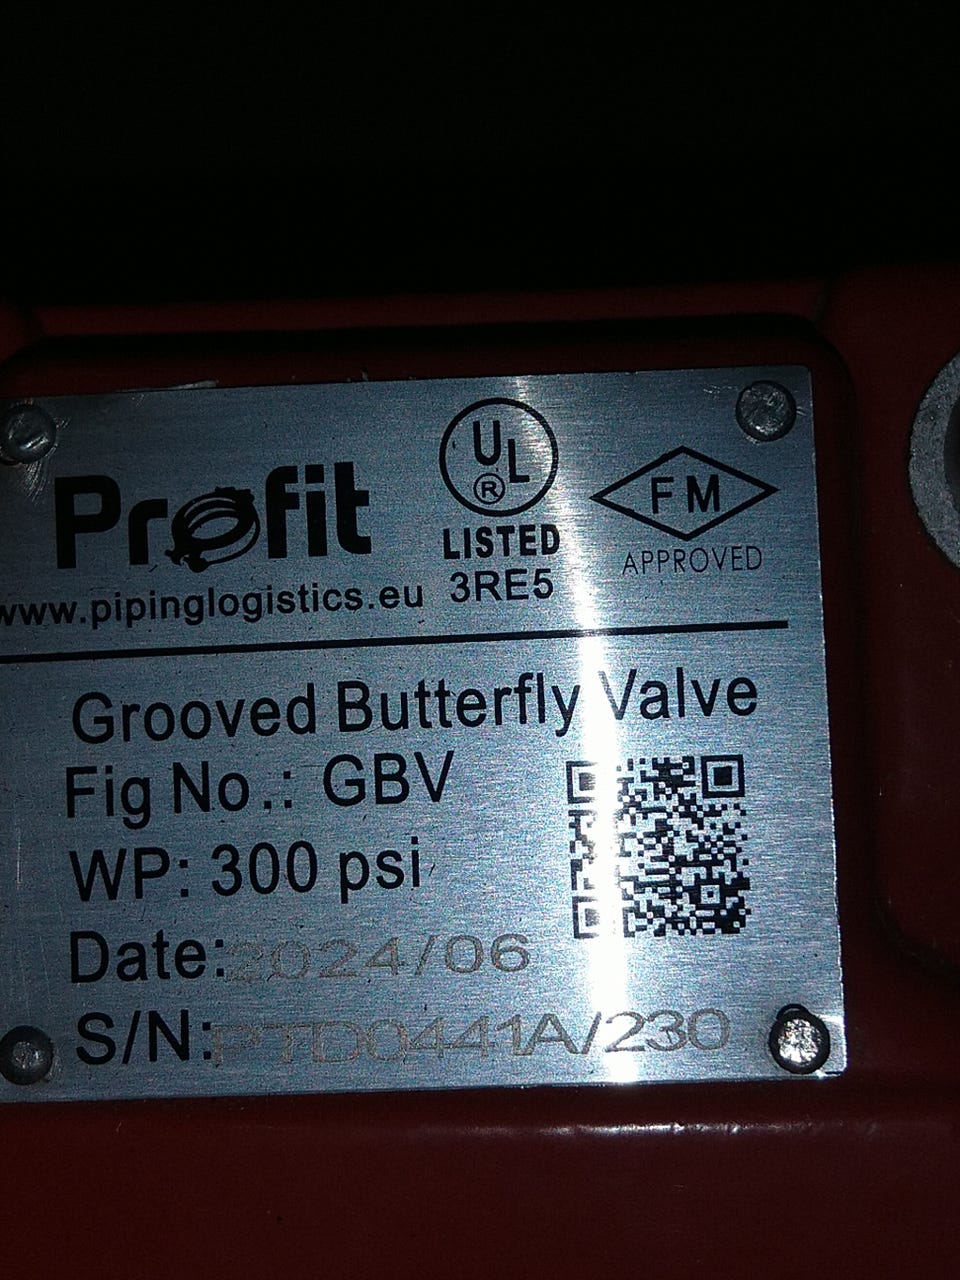 Profit
www.pipinglogistics.eu
UL
®
LISTED
3RE5
FM
APPROVED
Grooved Butterfly Valve
Fig No.: GBV
WP: 300 psi
Date:2024/06
S/N:PTD0441A/230